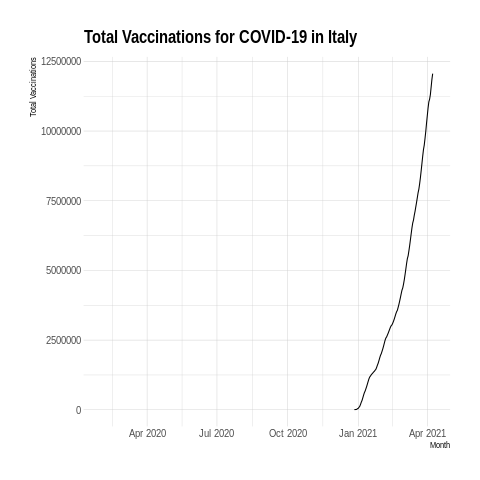 Total Vaccinations for COVID-19 in Italy
Total Vaccinations
12500000
10000000
7500000
5000000
2500000
0
Apr 2020 Jul 2020 Oct 2020 Jan 2021 Apr 2021
Month